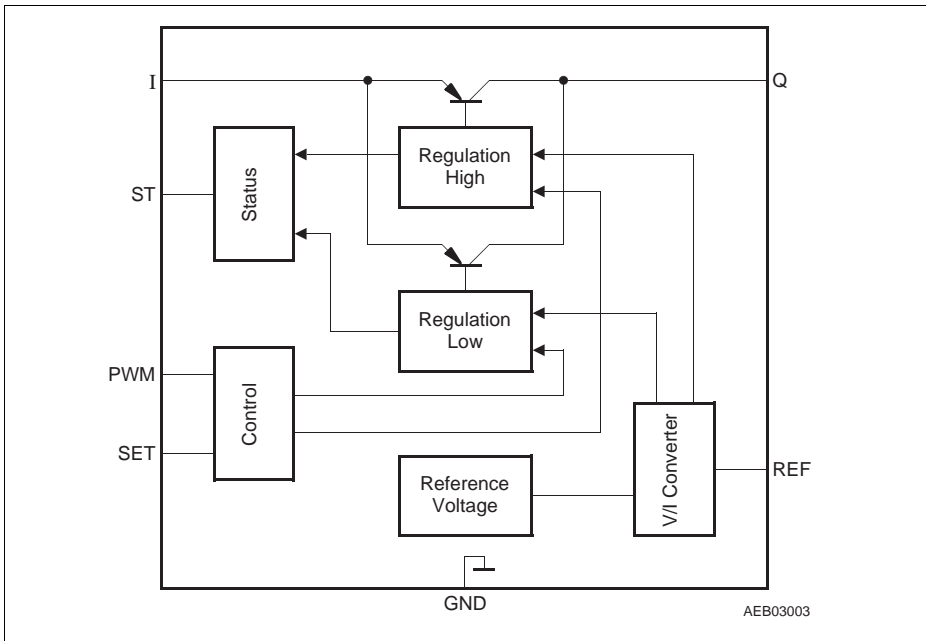 I
Q
Regulation
High
Status
ST
Regulation
Low
PWM
Control
SET
V/I Converter
REF
Reference
Voltage
GND
AEB03003